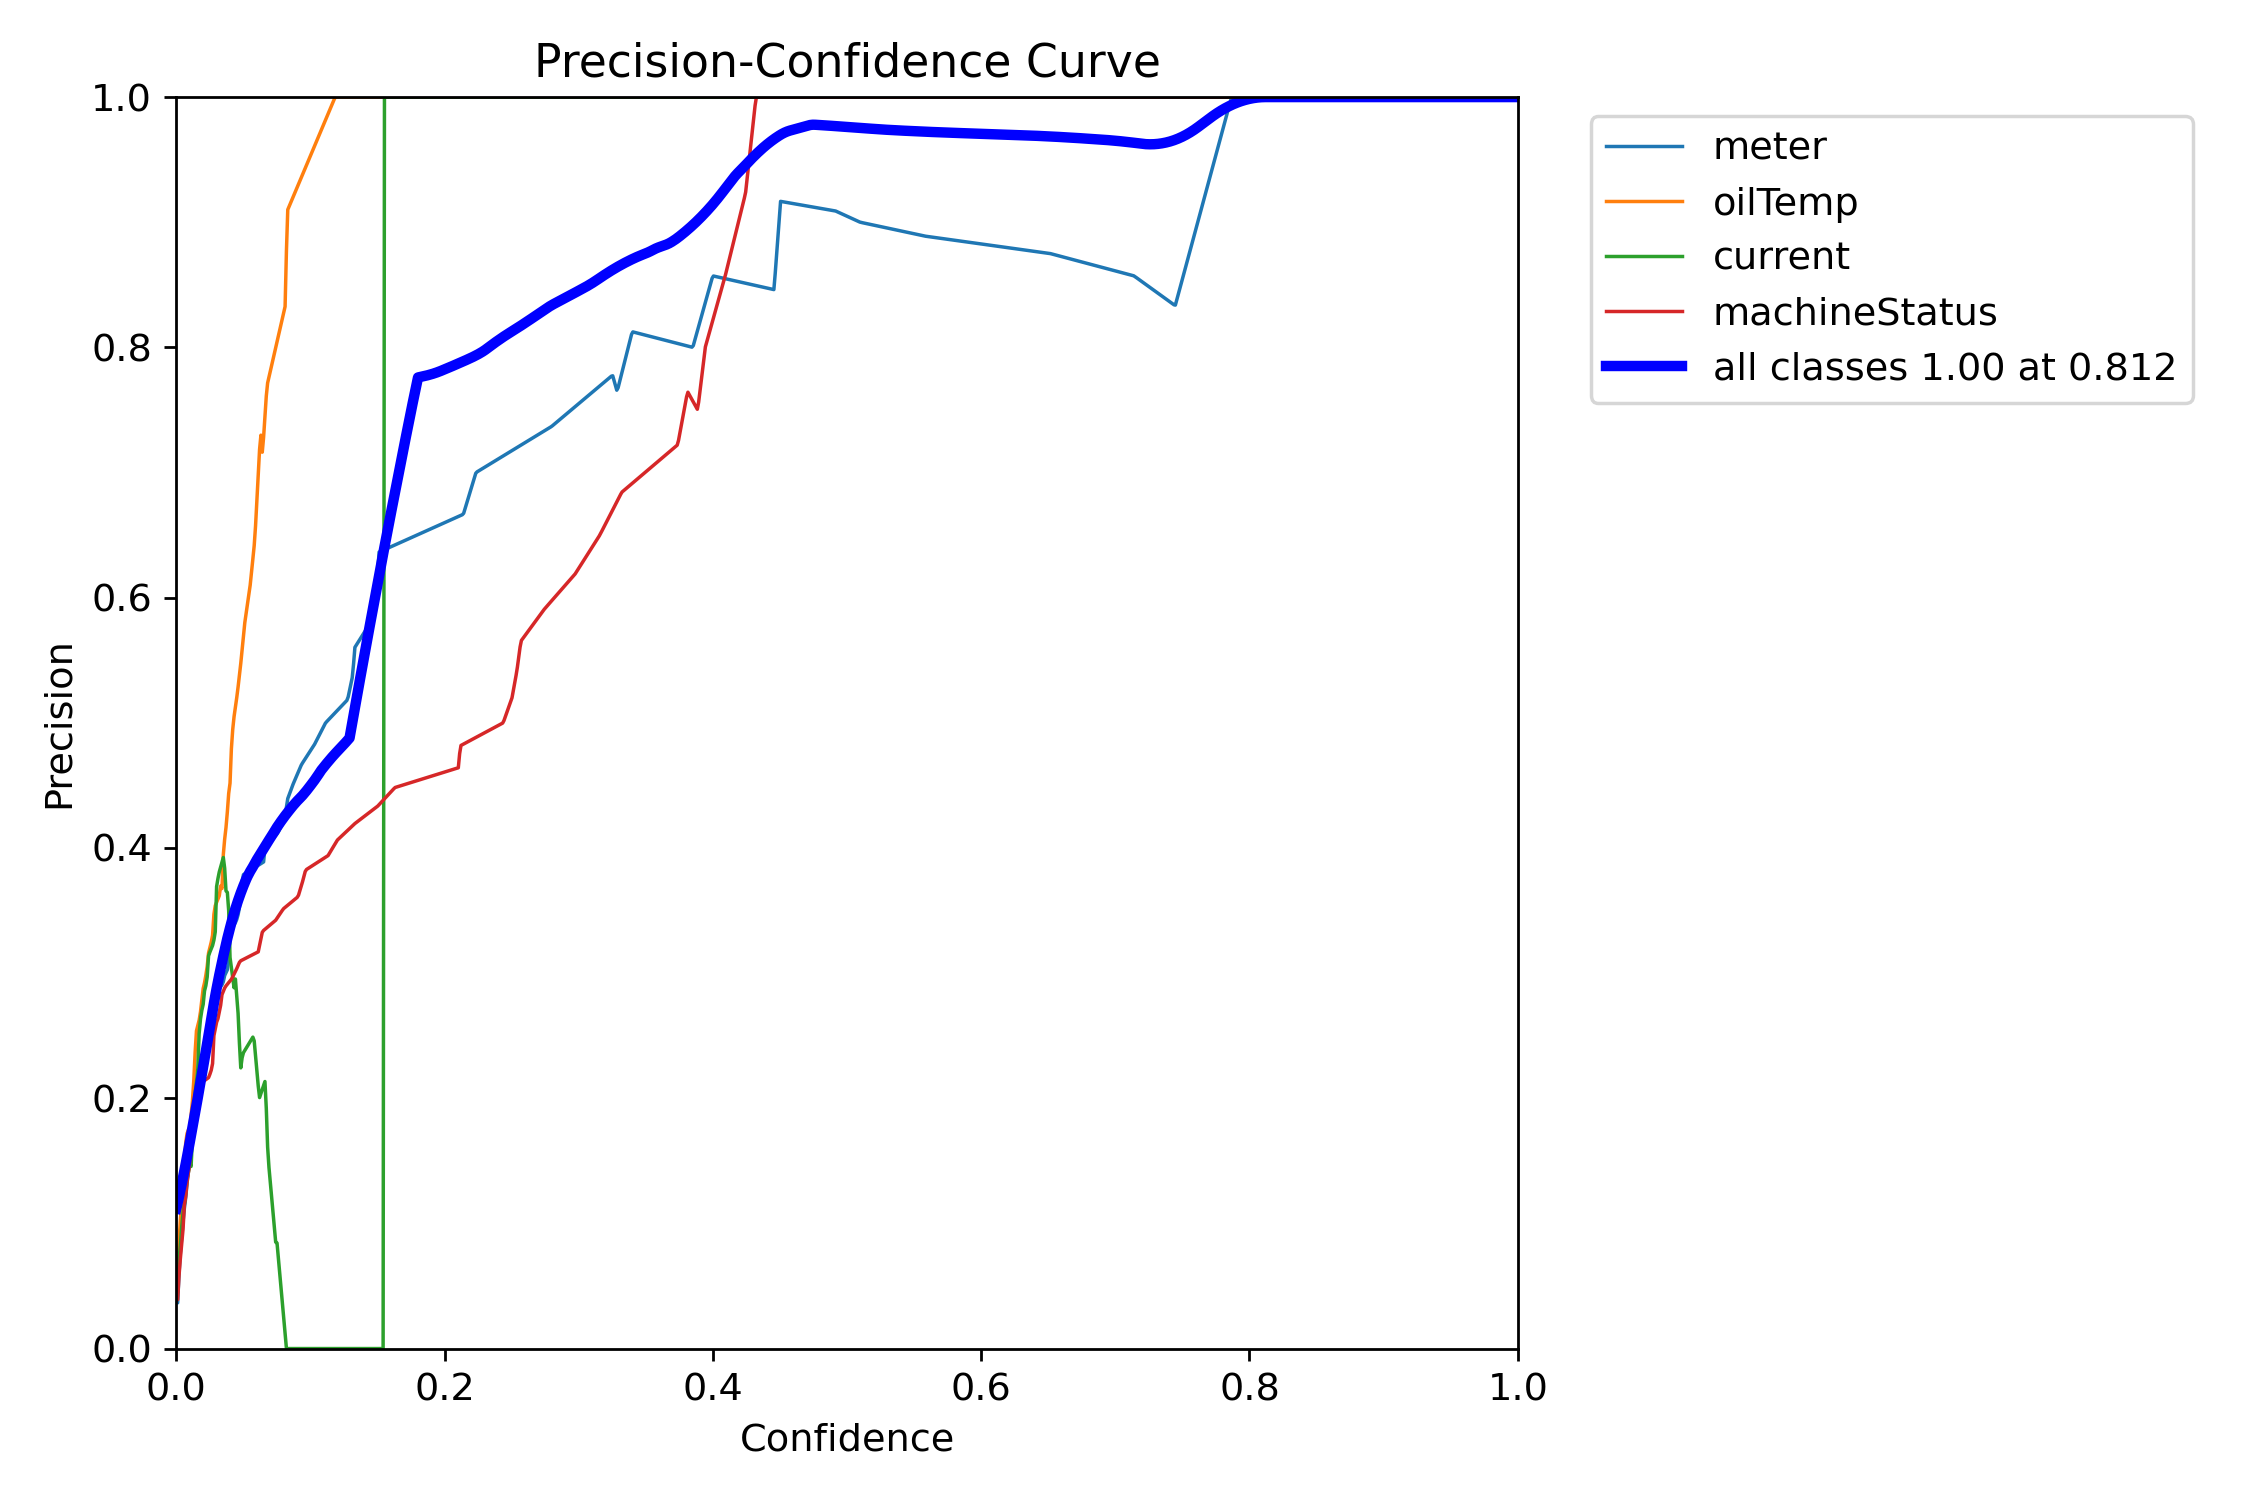 Precision-Confidence Curve
1.0
0.8
0.6
0.4
0.2
0.0
Precision
0.0 0.2 0.4 0.6 0.8 1.0
Confidence
meter
oilTemp
current
machineStatus
all classes 1.00 at 0.812